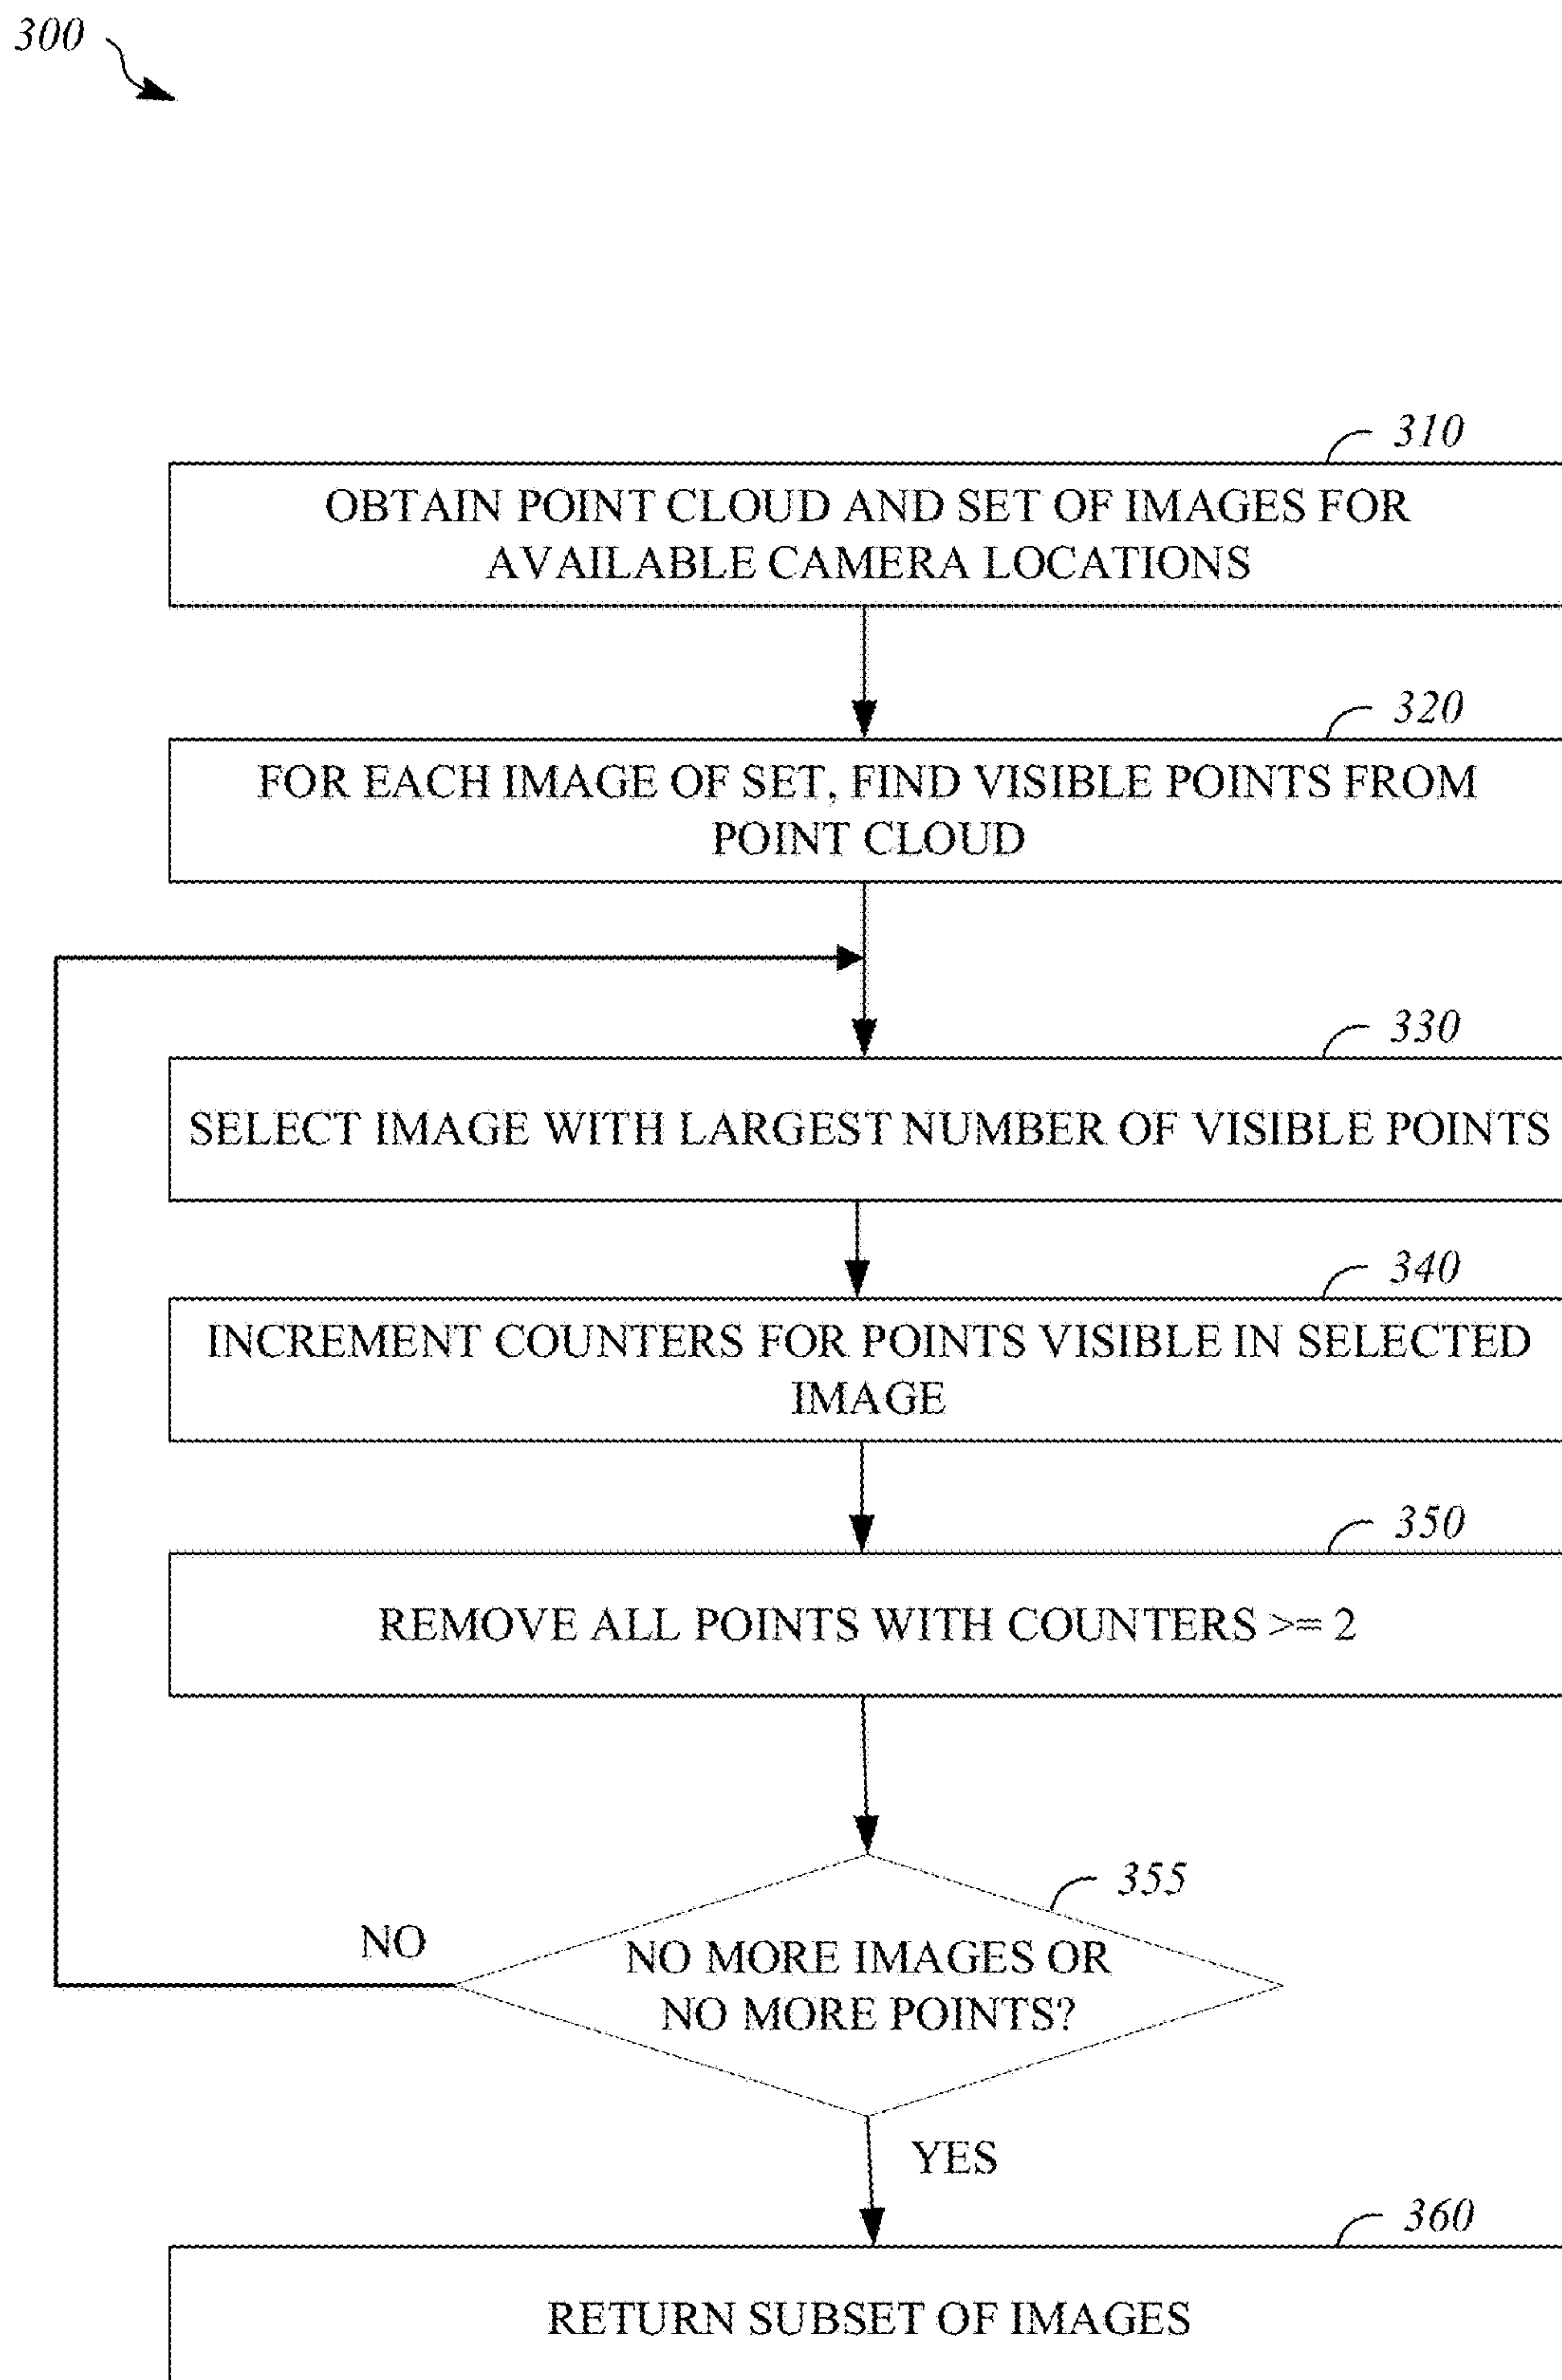 300
310
OBTAIN POINT CLOUD AND SET OF IMAGES FOR
AVAILABLE CAMERA LOCATIONS
320
FOR EACH IMAGE OF SET, FIND VISIBLE POINTS FROM
POINT CLOUD
330
SELECT IMAGE WITH LARGEST NUMBER OF VISIBLE POINTS
340
INCREMENT COUNTERS FOR POINTS VISIBLE IN SELECTED
IMAGE
350
REMOVE ALL POINTS WITH COUNTERS >= 2
355
NO
NO MORE IMAGES OR
NO MORE POINTS?
YES
360
RETURN SUBSET OF IMAGES